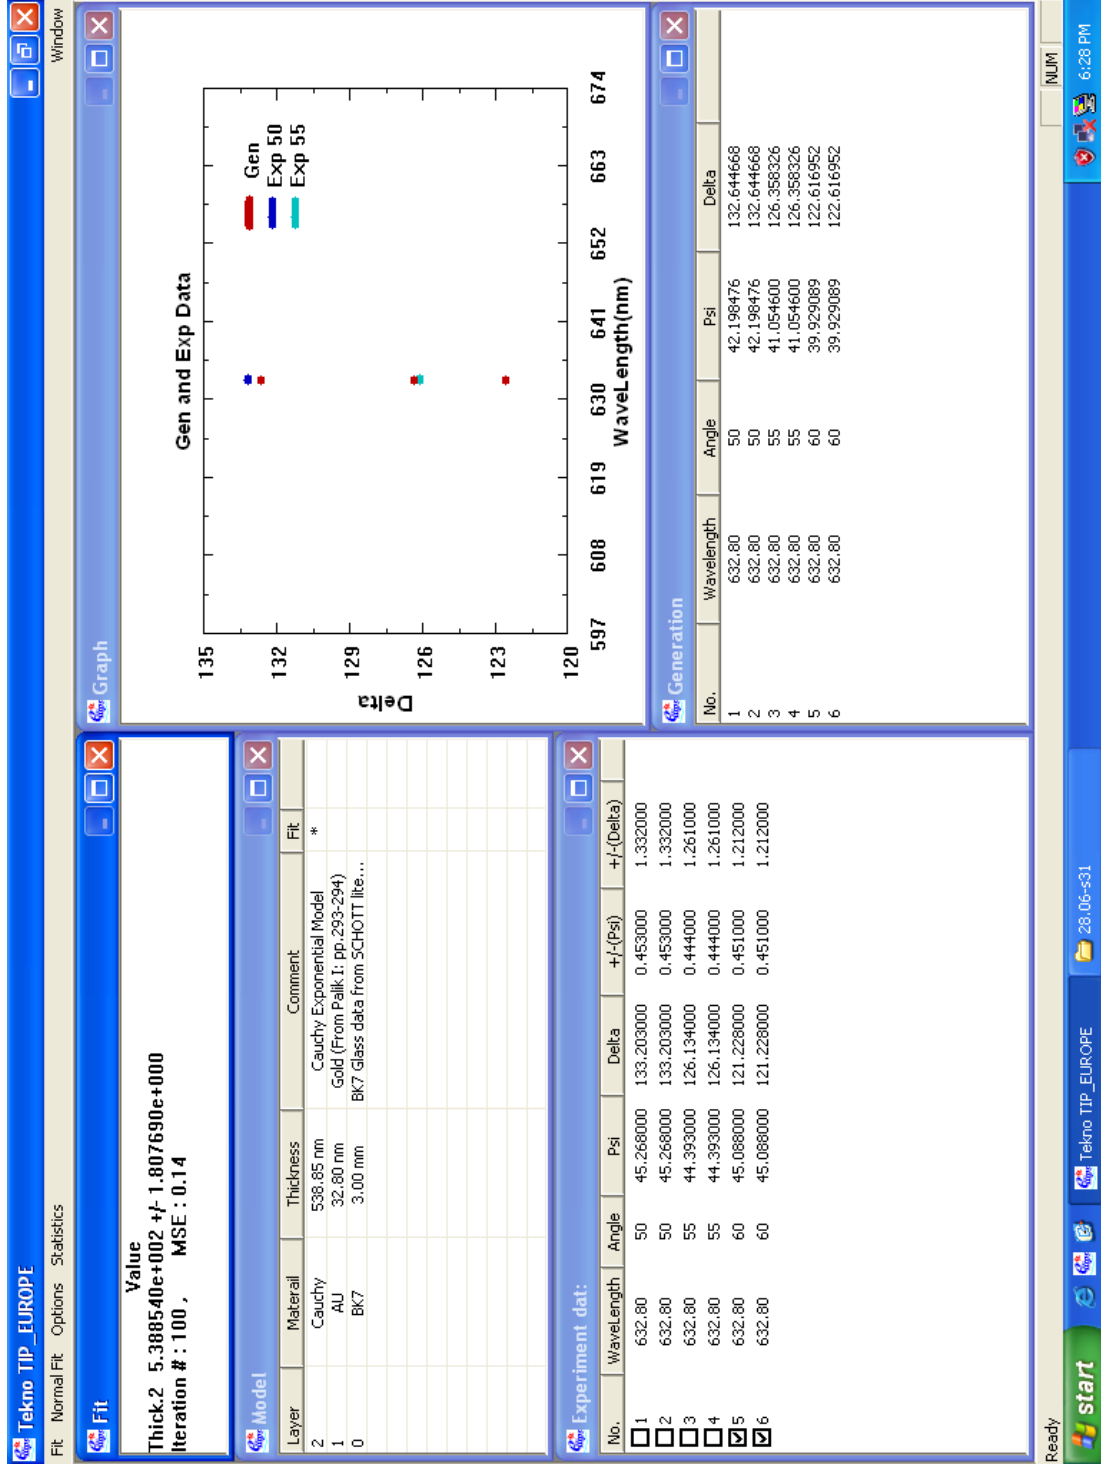 Tekno TIP_EUROPE
Fit Normal Fit Options Statistics Window
Fit
Value
Thick.2 5.388540e+002 +/- 1.807690e+000
Iteration # : 100 , MSE : 0.14
Model
Layer Materail Thickness Comment Fit
2 Cauchy 538.85 nm Cauchy Exponential Model *
1 AU 32.80 nm Gold (From Palik I: pp.293-294)
0 BK7 3.00 mm BK7 Glass data from SCHOTT lite...
Experiment dat:
No. WaveLength Angle Psi Delta +/-(Psi) +/-(Delta)
1 632.80 50 45.268000 133.203000 0.453000 1.332000
2 632.80 50 45.268000 133.203000 0.453000 1.332000
3 632.80 55 44.393000 126.134000 0.444000 1.261000
4 632.80 55 44.393000 126.134000 0.444000 1.261000
5 632.80 60 45.088000 121.228000 0.451000 1.212000
6 632.80 60 45.088000 121.228000 0.451000 1.212000
Graph
Gen and Exp Data
Gen
Exp 50
Exp 55
135
132
129
126
123
120
Delta
597 608 619 630 641 652 663 674
WaveLength(nm)
Generation
No. Wavelength Angle Psi Delta
1 632.80 50 42.198476 132.644668
2 632.80 50 42.198476 132.644668
3 632.80 55 41.054600 126.358326
4 632.80 55 41.054600 126.358326
5 632.80 60 39.929089 122.616952
6 632.80 60 39.929089 122.616952
Ready NUM
start Tekno TIP_EUROPE 28.06-s31 6:28 PM